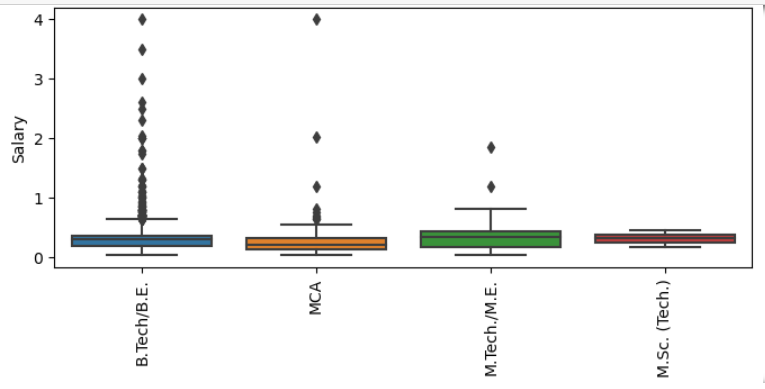 4
3
2
1
0
Salary
B.Tech/B.E.
MCA
M.Tech./M.E.
M.Sc. (Tech.)